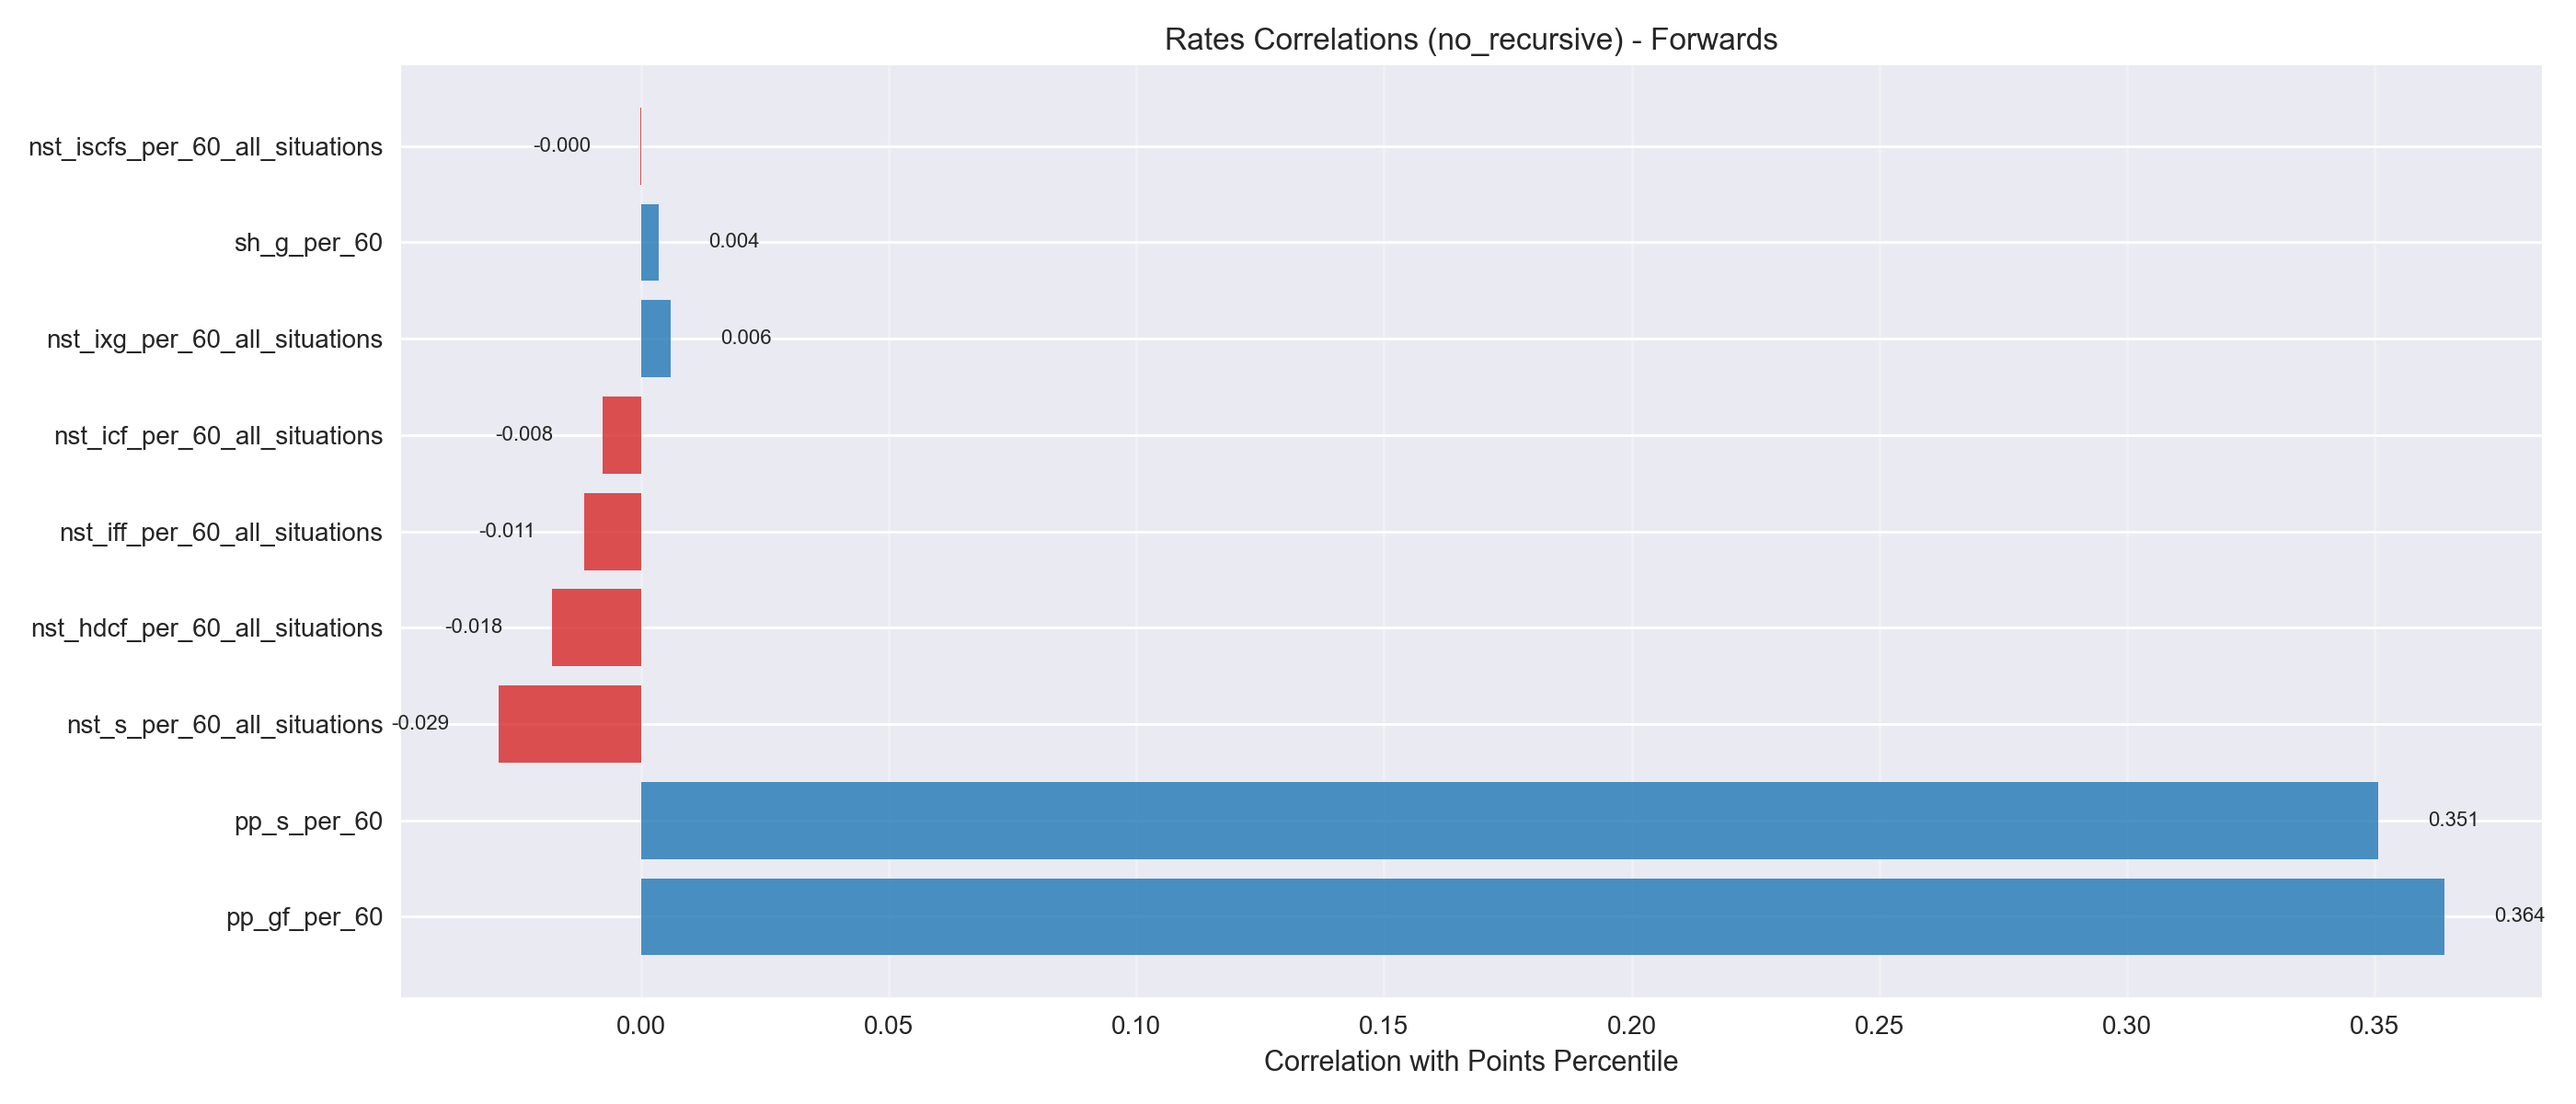 Rates Correlations (no_recursive) - Forwards
nst_iscfs_per_60_all_situations -0.000
sh_g_per_60 0.004
nst_ixg_per_60_all_situations 0.006
nst_icf_per_60_all_situations -0.008
nst_iff_per_60_all_situations -0.011
nst_hdcf_per_60_all_situations -0.018
nst_s_per_60_all_situations -0.029
pp_s_per_60 0.351
pp_gf_per_60 0.364
0.00 0.05 0.10 0.15 0.20 0.25 0.30 0.35
Correlation with Points Percentile